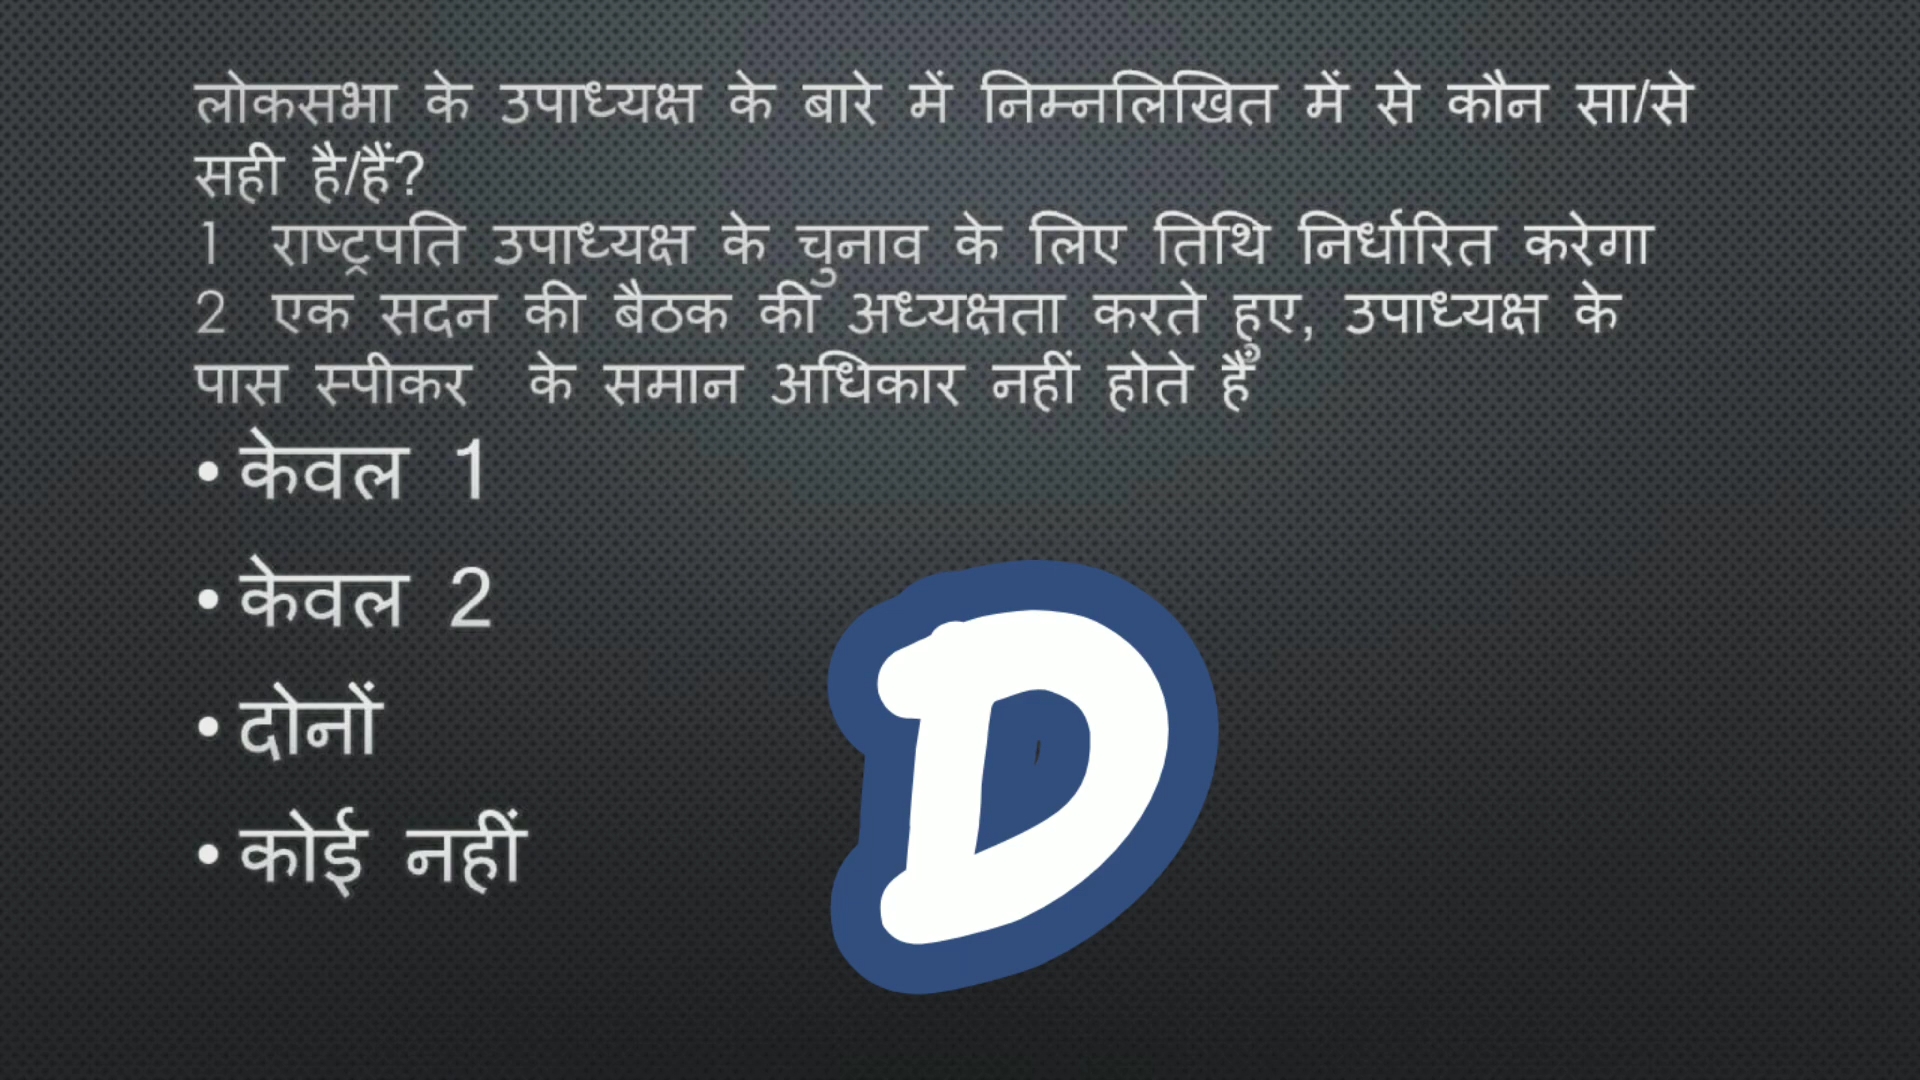 लोकसभा के उपाध्यक्ष के बारे में निम्नलिखित में से कौन सा/से
सही है/हैं?
1 राष्ट्रपति उपाध्यक्ष के चुनाव के लिए तिथि निर्धारित करेगा
2 एक सदन की बैठक की अध्यक्षता करते हुए, उपाध्यक्ष के
पास स्पीकर के समान अधिकार नहीं होते हैँ
• केवल 1
• केवल 2
• दोनों
• कोई नहीं
D